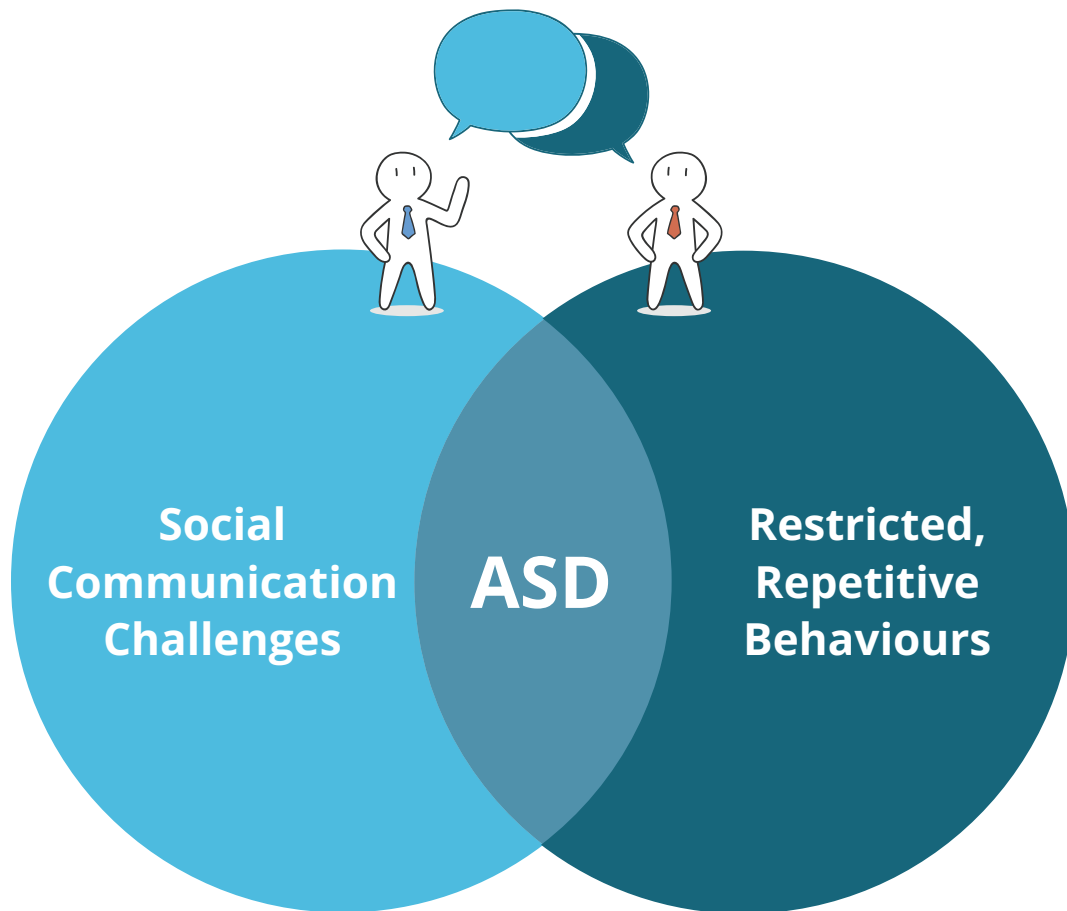 Social
Communication
Challenges
ASD
Restricted,
Repetitive
Behaviours